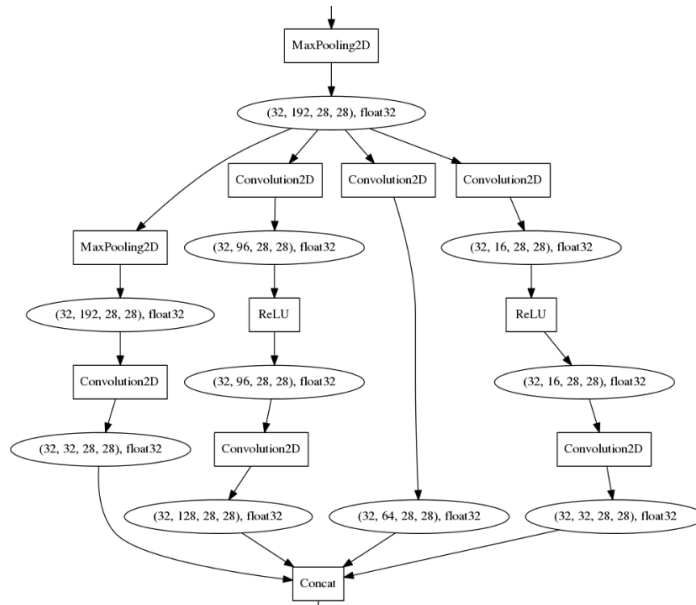 MaxPooling2D
(32, 192, 28, 28), float32
Convolution2D
Convolution2D
Convolution2D
MaxPooling2D
(32, 96, 28, 28), float32
(32, 16, 28, 28), float32
(32, 192, 28, 28), float32
ReLU
ReLU
Convolution2D
(32, 96, 28, 28), float32
(32, 16, 28, 28), float32
(32, 32, 28, 28), float32
Convolution2D
Convolution2D
(32, 128, 28, 28), float32
(32, 64, 28, 28), float32
(32, 32, 28, 28), float32
Concat